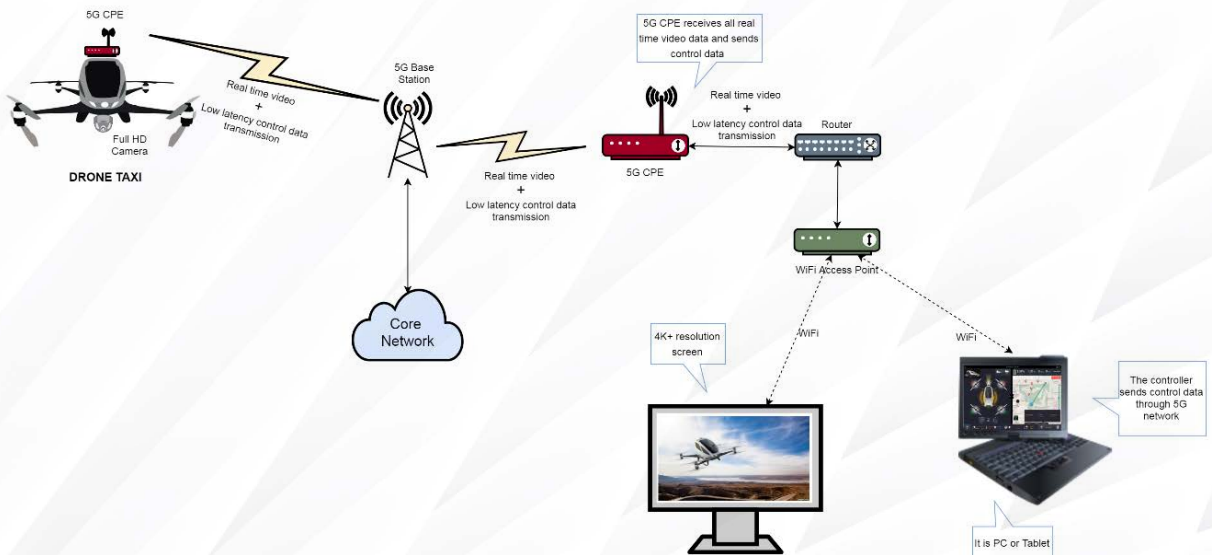 5G CPE
Real time video
+
Low latency control data
transmission
Full HD
Camera
DRONE TAXI
5G Base
Station
Real time video
+
Low latency control data
transmission
Core
Network
5G CPE receives all real
time video data and sends
control data
5G CPE
Real time video
+
Low latency control data
transmission
Router
WiFi Access Point
WiFi
WiFi
4K+ resolution
screen
The controller
sends control data
through 5G
network
It is PC or Tablet